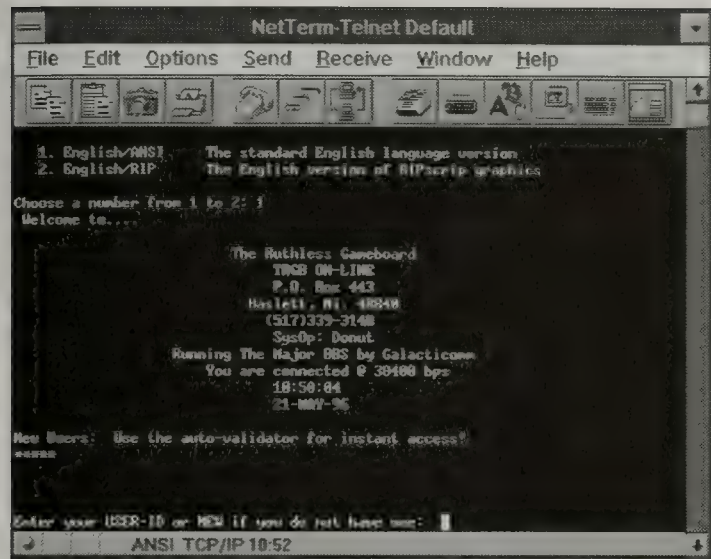 NetTerm-Telnet Default
File Edit Options Send Receive Window Help
1. English/ANSI The standard English language version
2. English/RIP The English version of RIPscrip graphics
Choose a number from 1 to 2: 1
Welcome to....
The Ruthless Gameboard
TRGB ON-LINE
P.O. Box 443
Haslett, Mi. 48840
(517)339-3140
SysOp: Donut
Running The Major BBS by Galacticomm
You are connected @ 38400 bps
10:50:04
21-MAY-96
New Users: Use the auto-validator for instant access!
Enter your USER-ID or NEW if you do not have one:
ANSI TCP/IP 10:52